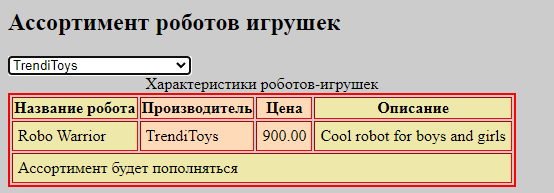 Ассортимент роботов игрушек
TrendiToys
Характеристики роботов-игрушек
Название робота Производитель Цена Описание
Robo Warrior TrendiToys 900.00 Cool robot for boys and girls
Ассортимент будет пополняться